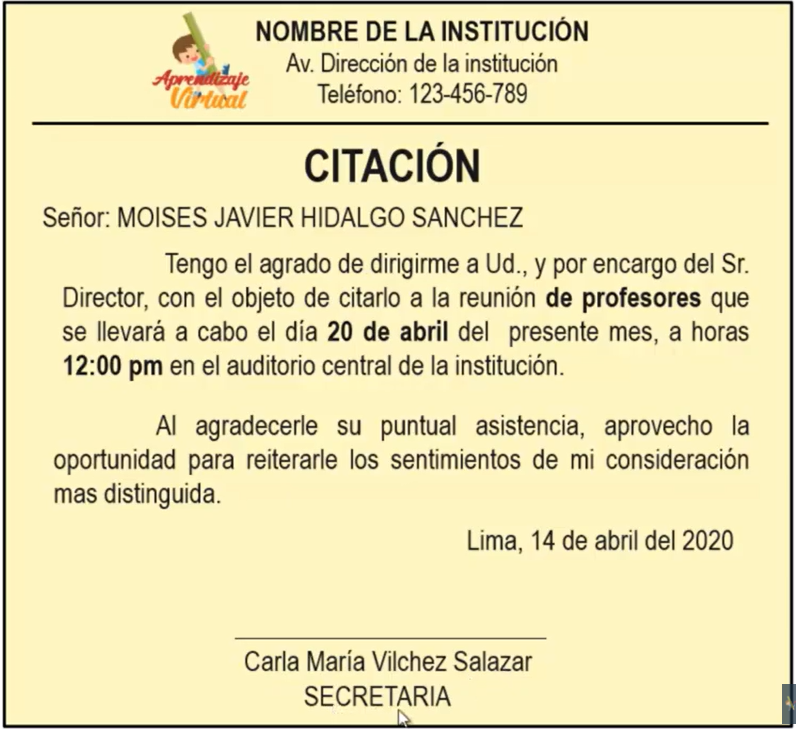 Aprendizaje
Virtual
NOMBRE DE LA INSTITUCIÓN
Av. Dirección de la institución
Teléfono: 123-456-789
CITACIÓN
Señor: MOISES JAVIER HIDALGO SANCHEZ
Tengo el agrado de dirigirme a Ud., y por encargo del Sr.
Director, con el objeto de citarlo a la reunión de profesores que
se llevará a cabo el día 20 de abril del presente mes, a horas
12:00 pm en el auditorio central de la institución.
Al agradecerle su puntual asistencia, aprovecho la
oportunidad para reiterarle los sentimientos de mi consideración
mas distinguida.
Lima, 14 de abril del 2020
Carla María Vilchez Salazar
SECRETARIA